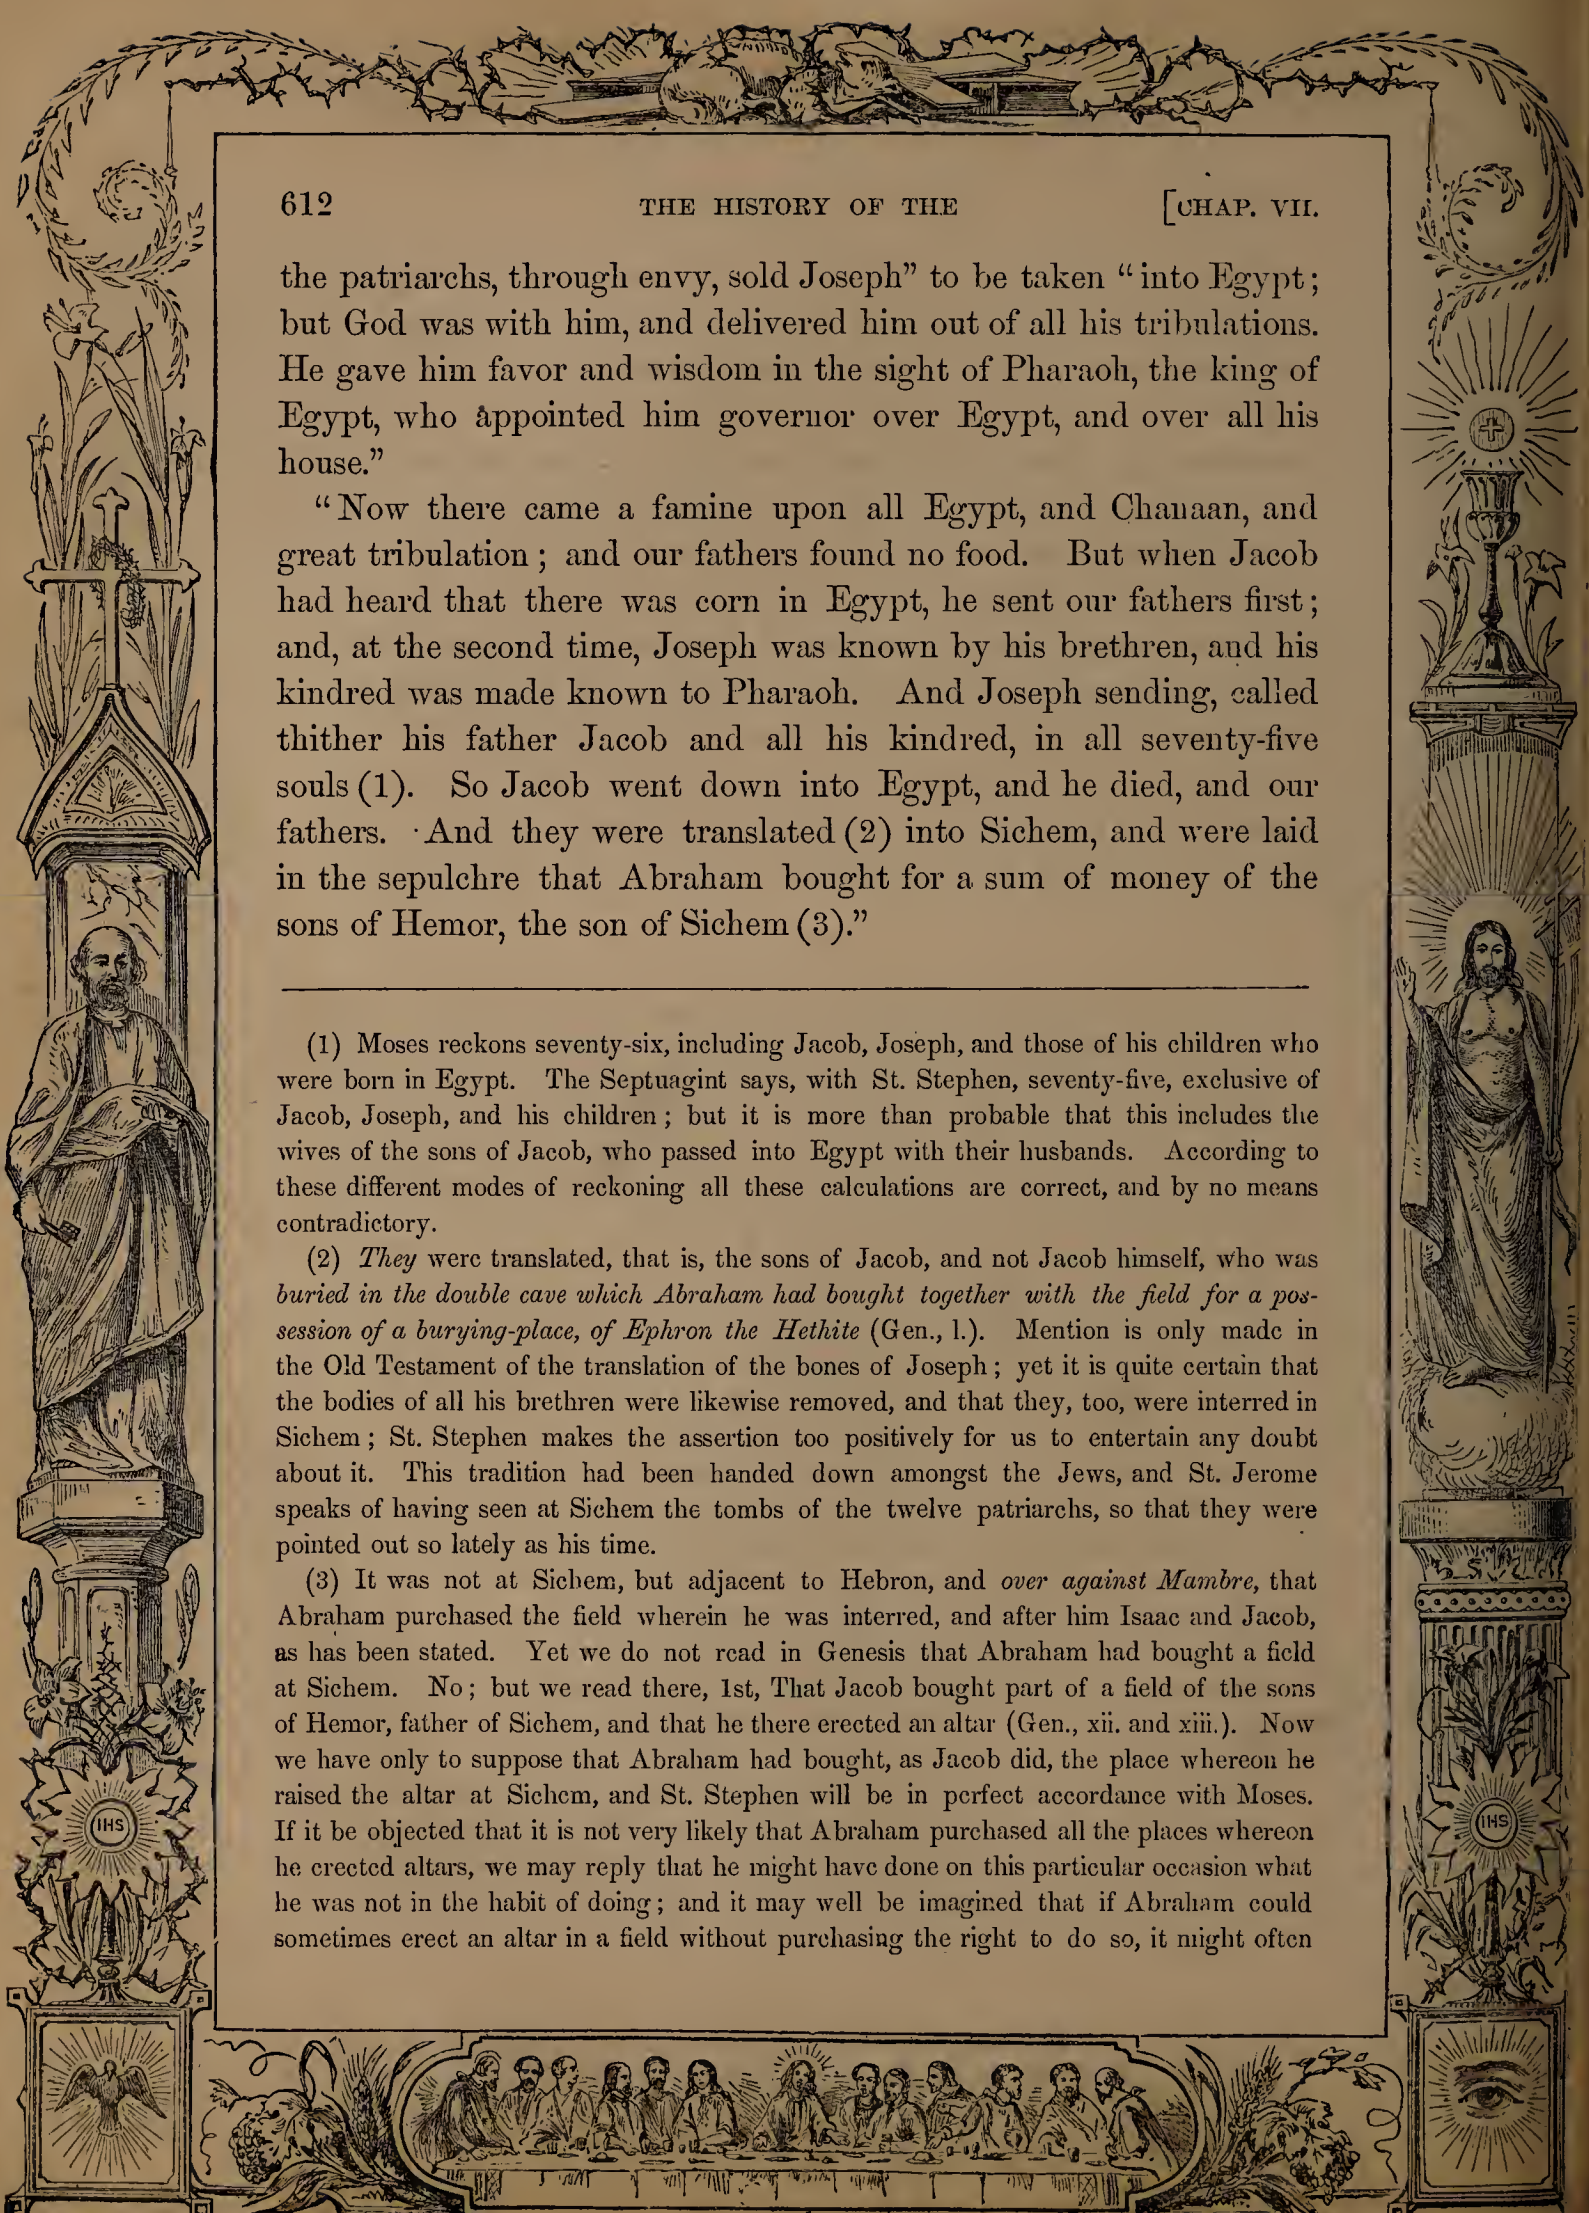 612 THE HISTORY OF THE [CHAP. VII.
the patriarchs, through envy, sold Joseph” to be taken “into Egypt;
but God was with him, and delivered him out of all his tribulations.
He gave him favor and wisdom in the sight of Pharaoh, the king of
Egypt, who appointed him governor over Egypt, and over all his
house.”
“Now there came a famine upon all Egypt, and Chanaan, and
great tribulation; and our fathers found no food. But when Jacob
had heard that there was corn in Egypt, he sent our fathers first;
and, at the second time, Joseph was known by his brethren, and his
kindred was made known to Pharaoh. And Joseph sending, called
thither his father Jacob and all his kindred, in all seventy-five
souls (1). So Jacob went down into Egypt, and he died, and our
fathers. And they were translated (2) into Sichem, and were laid
in the sepulchre that Abraham bought for a sum of money of the
sons of Hemor, the son of Sichem (3).”
(1) Moses reckons seventy-six, including Jacob, Joseph, and those of his children who
were born in Egypt. The Septuagint says, with St. Stephen, seventy-five, exclusive of
Jacob, Joseph, and his children; but it is more than probable that this includes the
wives of the sons of Jacob, who passed into Egypt with their husbands. According to
these different modes of reckoning all these calculations are correct, and by no means
contradictory.
(2) They were translated, that is, the sons of Jacob, and not Jacob himself, who was
buried in the double cave which Abraham had bought together with the field for a pos-
session of a burying-place, of Ephron the Hethite (Gen., l.). Mention is only made in
the Old Testament of the translation of the bones of Joseph; yet it is quite certain that
the bodies of all his brethren were likewise removed, and that they, too, were interred in
Sichem; St. Stephen makes the assertion too positively for us to entertain any doubt
about it. This tradition had been handed down amongst the Jews, and St. Jerome
speaks of having seen at Sichem the tombs of the twelve patriarchs, so that they were
pointed out so lately as his time.
(3) It was not at Sichem, but adjacent to Hebron, and over against Mambre, that
Abraham purchased the field wherein he was interred, and after him Isaac and Jacob,
as has been stated. Yet we do not read in Genesis that Abraham had bought a field
at Sichem. No; but we read there, 1st, That Jacob bought part of a field of the sons
of Hemor, father of Sichem, and that he there erected an altar (Gen., xii. and xiii.). Now
we have only to suppose that Abraham had bought, as Jacob did, the place whereon he
raised the altar at Sichem, and St. Stephen will be in perfect accordance with Moses.
If it be objected that it is not very likely that Abraham purchased all the places whereon
he erected altars, we may reply that he might have done on this particular occasion what
he was not in the habit of doing; and it may well be imagined that if Abraham could
sometimes erect an altar in a field without purchasing the right to do so, it might often
IHS
IHS